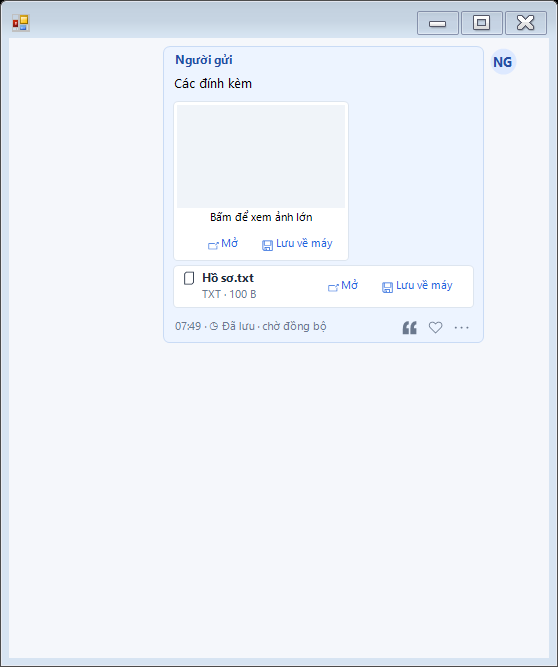 Người gửi
NG
Các đính kèm
Bấm để xem ảnh lớn
Mở Lưu về máy
Hồ sơ.txt
TXT · 100 B
Mở Lưu về máy
07:49 · Đã lưu · chờ đồng bộ